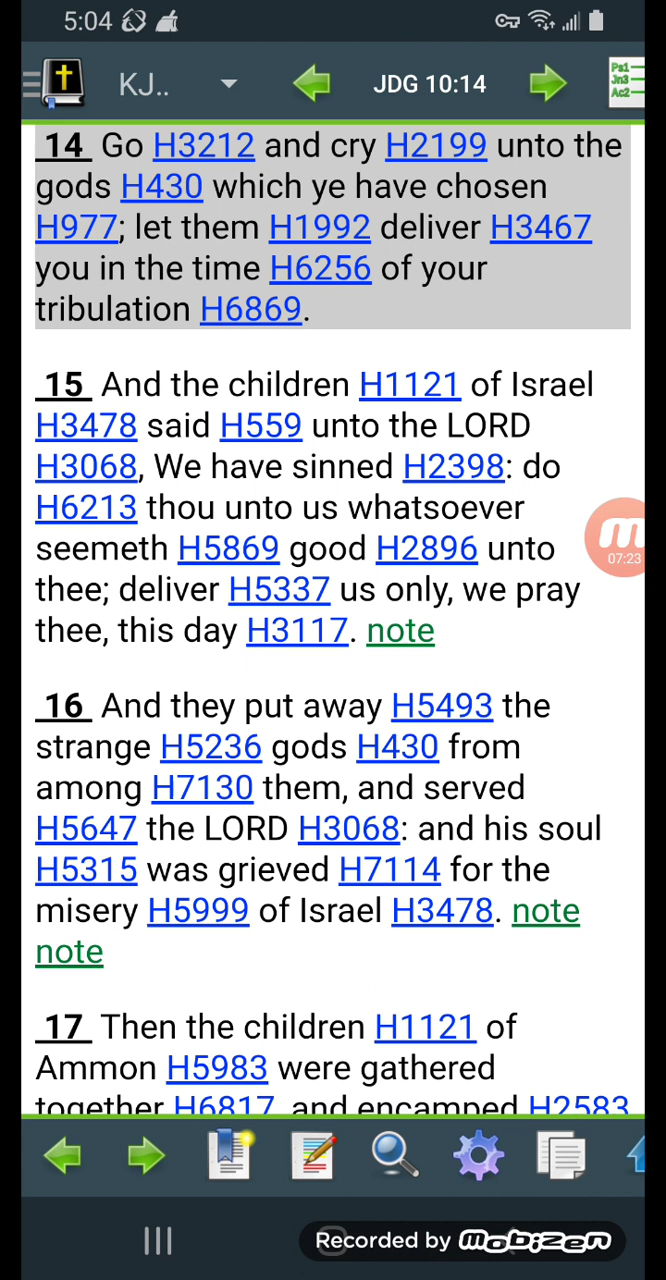 5:04
KJ..
JDG 10:14
Ps1
Jn3
Ac2
14 Go H3212 and cry H2199 unto the
gods H430 which ye have chosen
H977; let them H1992 deliver H3467
you in the time H6256 of your
tribulation H6869.
15 And the children H1121 of Israel
H3478 said H559 unto the LORD
H3068, We have sinned H2398: do
H6213 thou unto us whatsoever
seemeth H5869 good H2896 unto
thee; deliver H5337 us only, we pray
thee, this day H3117. note
m
07:23
16 And they put away H5493 the
strange H5236 gods H430 from
among H7130 them, and served
H5647 the LORD H3068: and his soul
H5315 was grieved H7114 for the
misery H5999 of Israel H3478. note
note
17 Then the children H1121 of
Ammon H5983 were gathered
together H6817, and encamped H2583
Recorded by mobizen